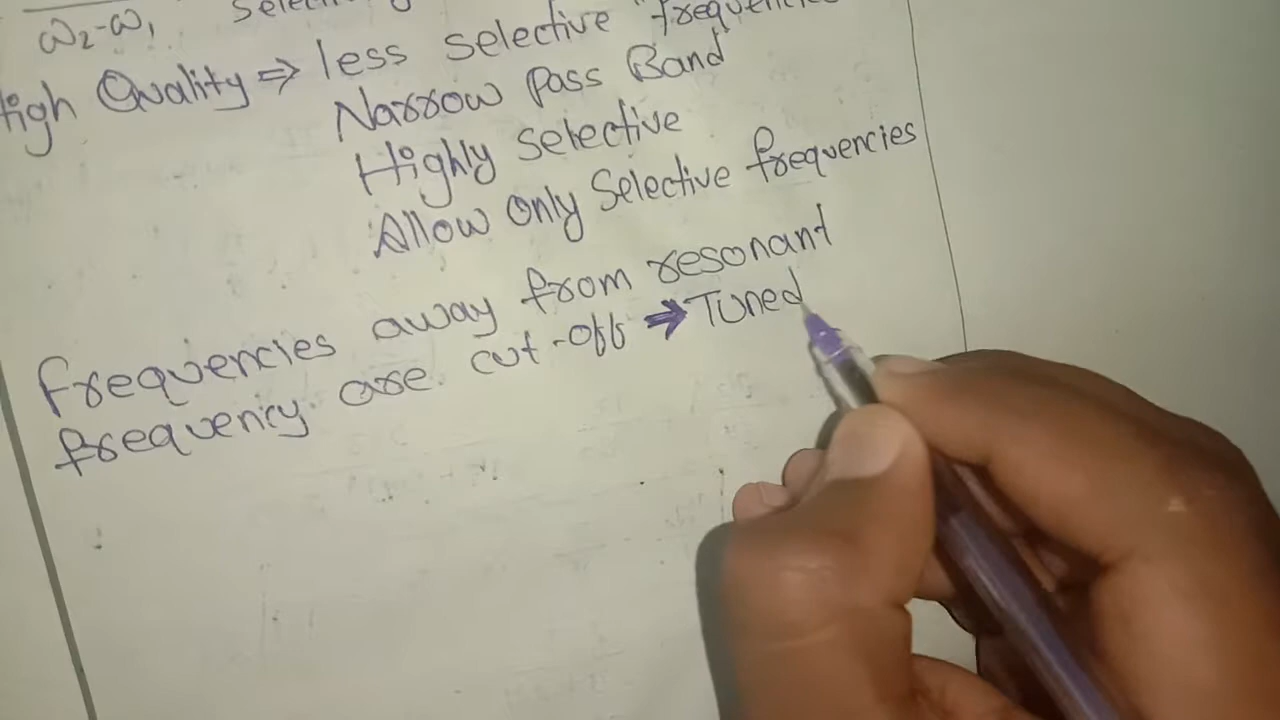 ω₂-ω₁
High Quality ⇒ less selective "frequencies
Narrow pass Band
Highly selective
Allow only selective frequencies
Frequencies away from resonant
frequency are cut-off → Tuned